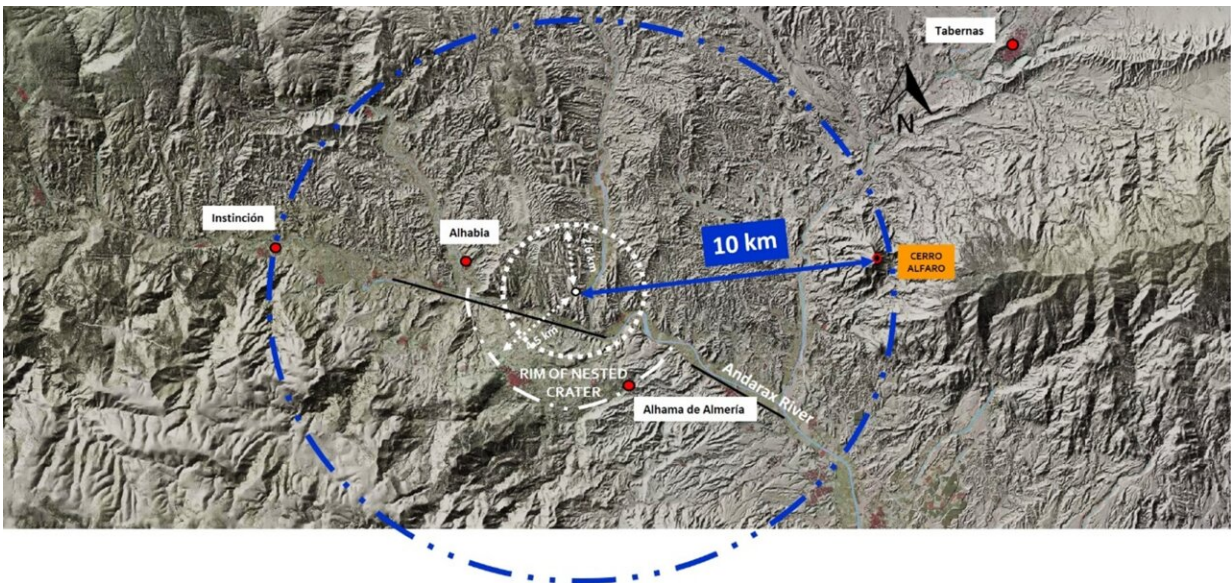 Tabernas
N
Instinción
Alhabia
10 km
CERRO
ALFARO
RIM OF NESTED
CRATER
Andarax River
Alhama de Almería